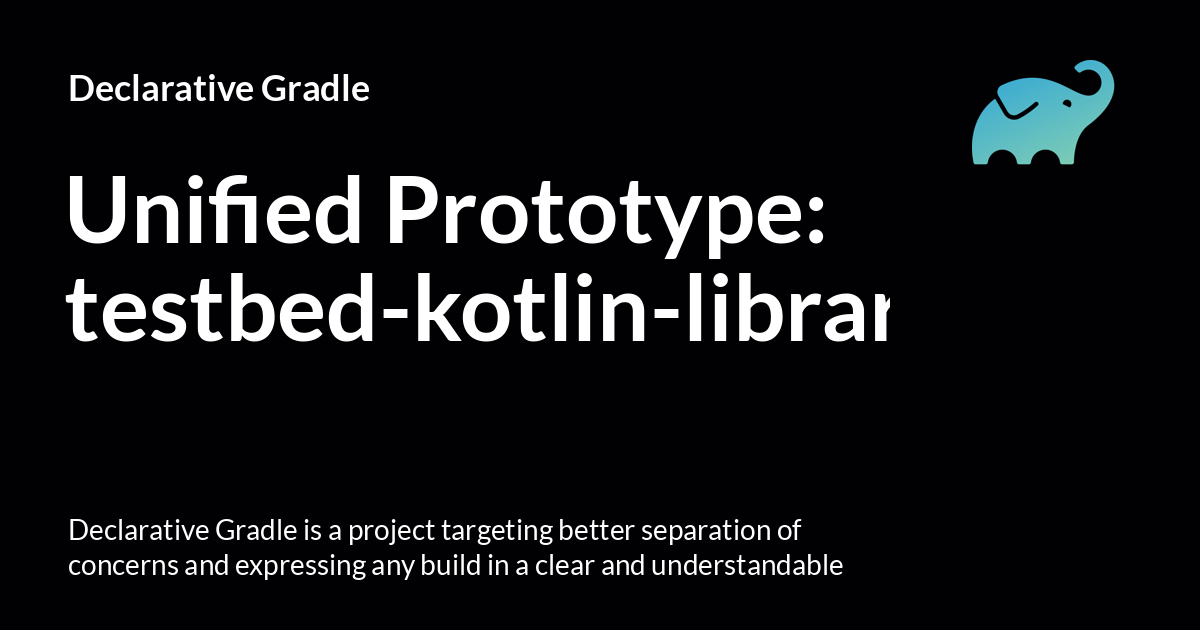 Declarative Gradle
Unified Prototype:
testbed-kotlin-librar
Declarative Gradle is a project targeting better separation of
concerns and expressing any build in a clear and understandable